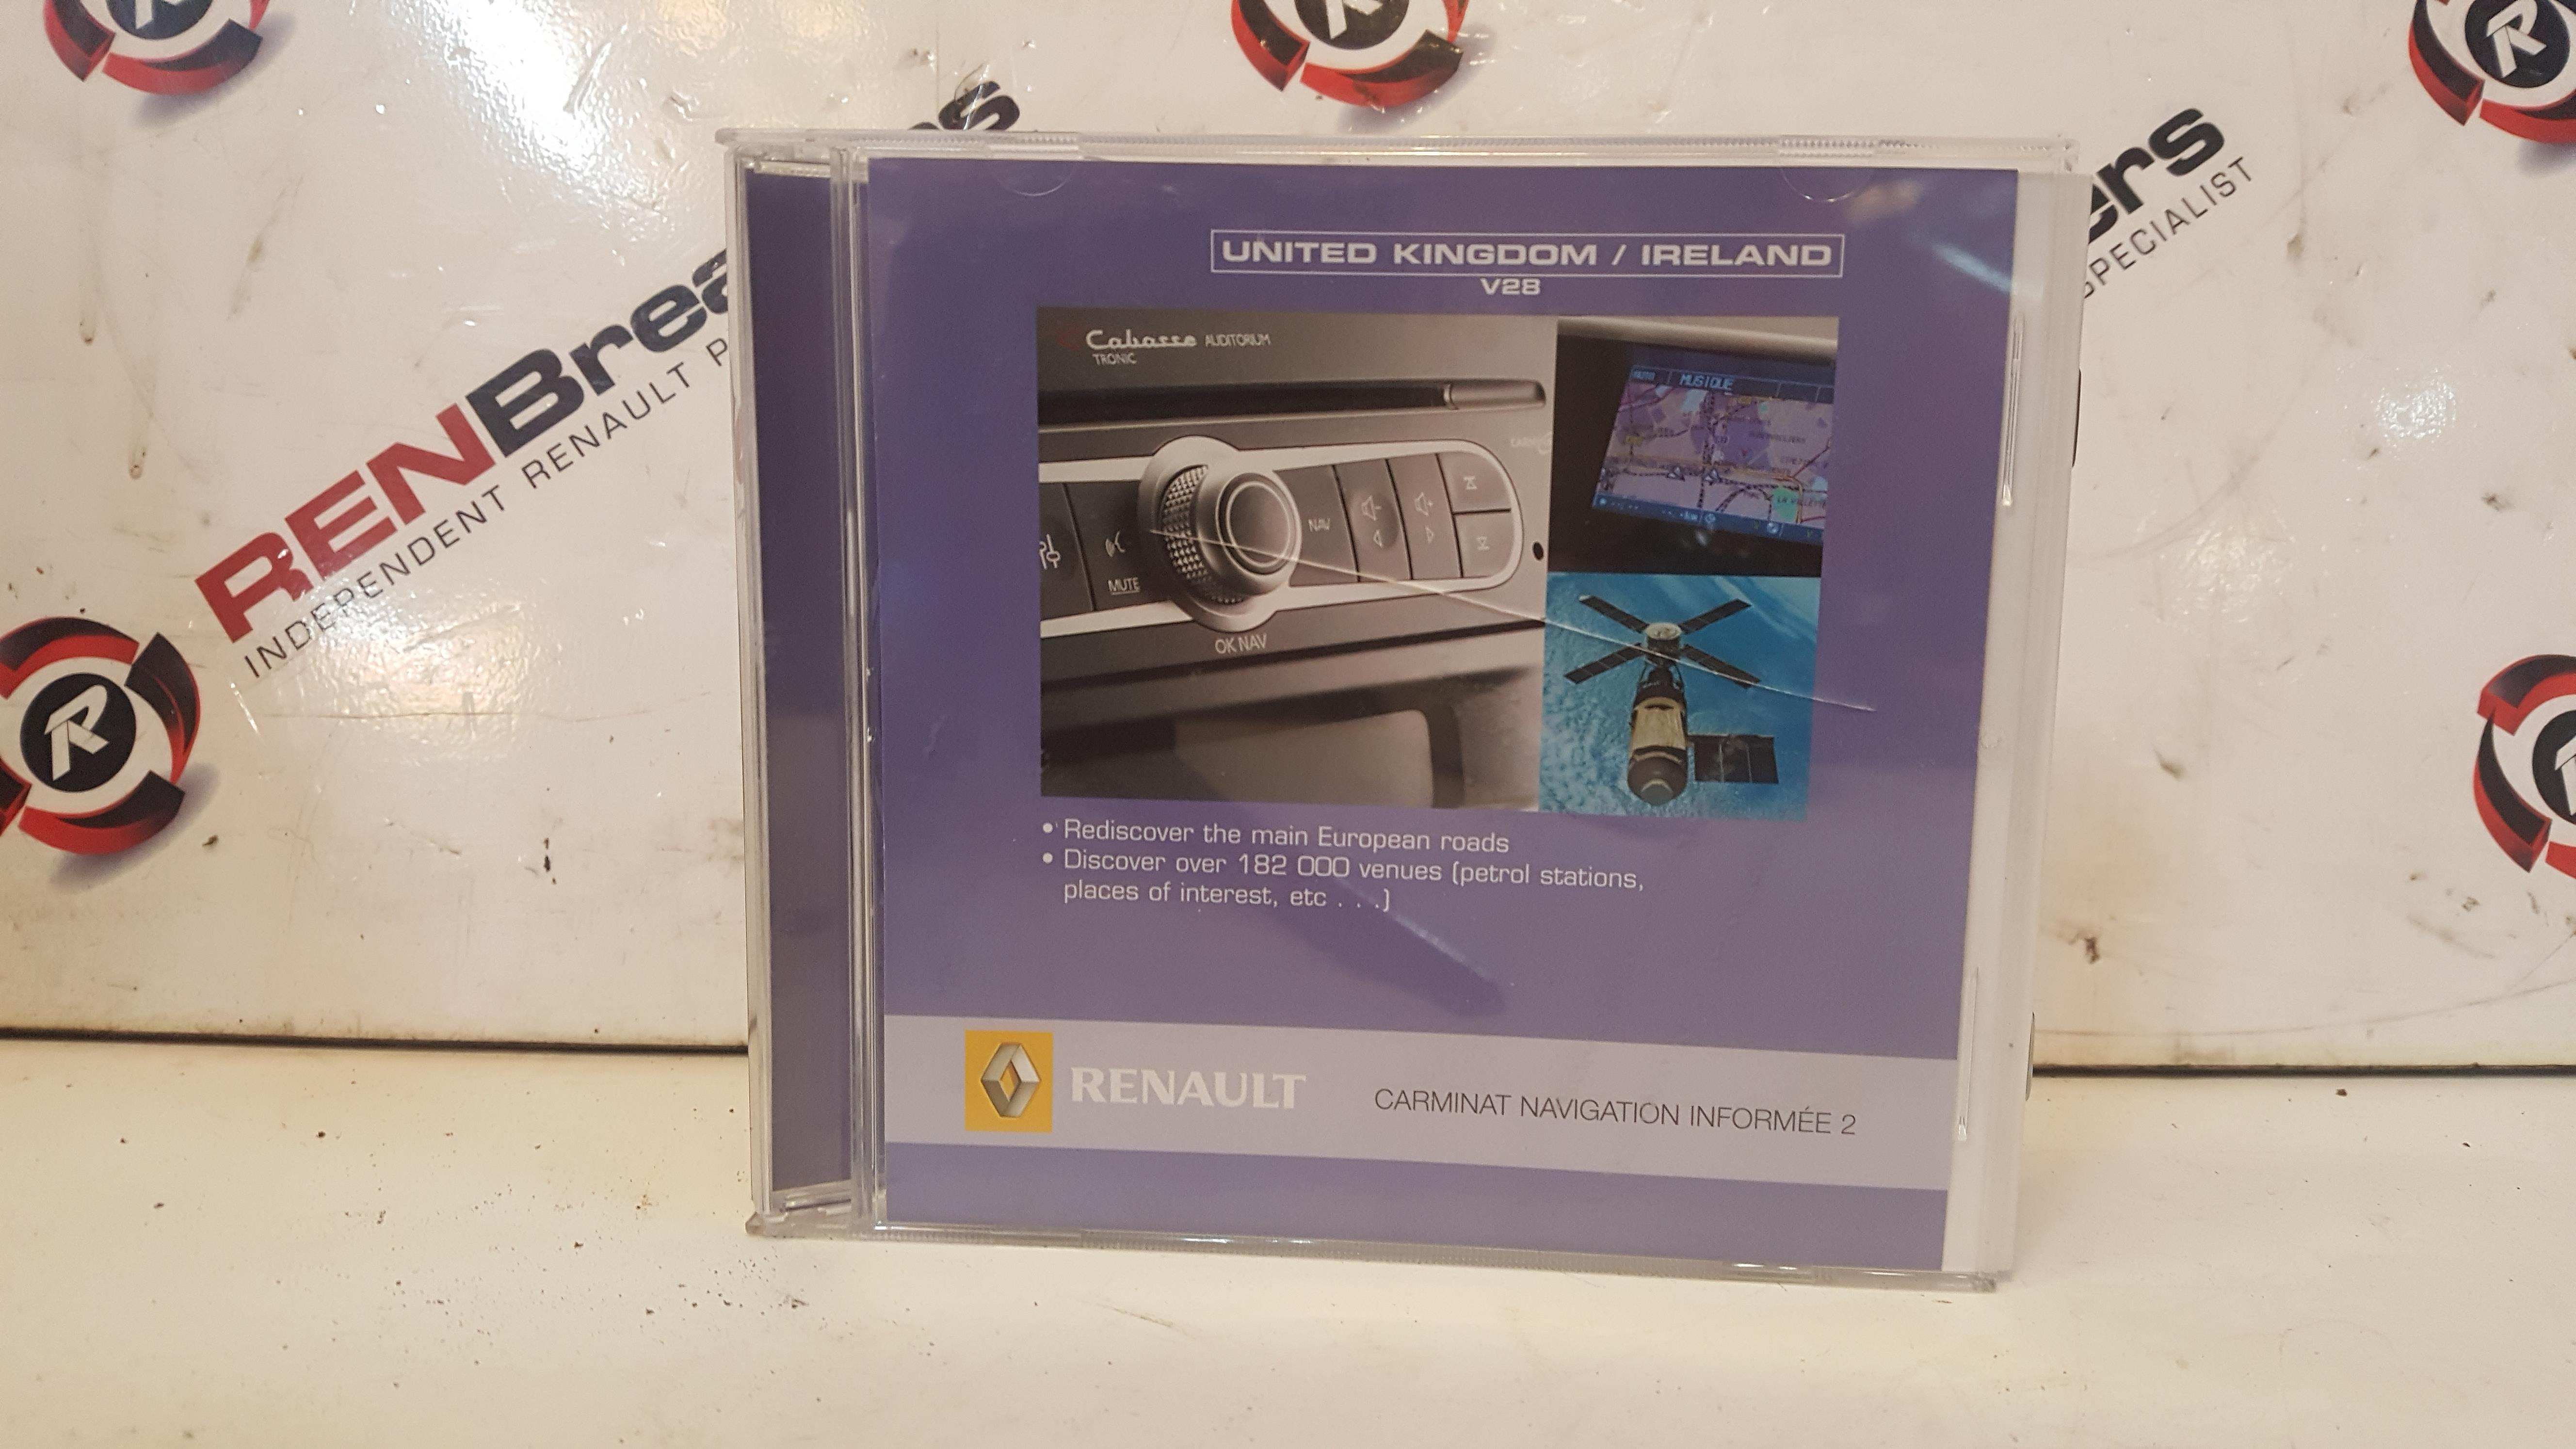 RENBrea
INDEPENDENT RENAULT P
rs
ers
SPECIALIST
UNITED KINGDOM / IRELAND
V28
Cabasse AUDITORIUM
TRONIC
MUSIQUE
NAV
MUTE
OK NAV
• Rediscover the main European roads
• Discover over 182 000 venues (petrol stations,
places of interest, etc . . .)
RENAULT
CARMINAT NAVIGATION INFORMÉE 2